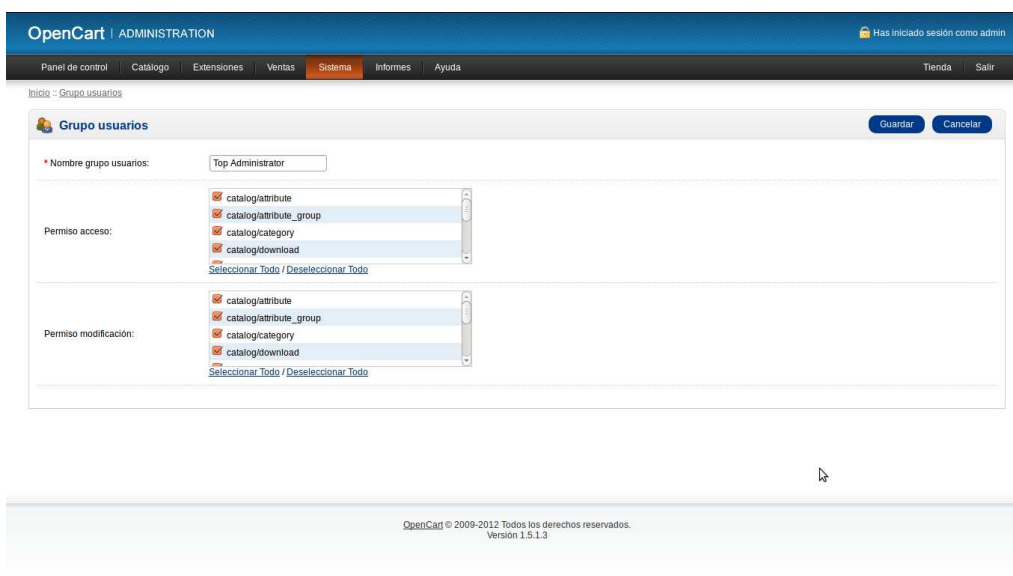 OpenCart | ADMINISTRATION
Has iniciado sesión como admin
Panel de control Catálogo Extensiones Ventas Sistema Informes Ayuda Tienda Salir
Inicio :: Grupo usuarios
Grupo usuarios Guardar Cancelar
* Nombre grupo usuarios: Top Administrator
Permiso acceso:
catalog/attribute
catalog/attribute_group
catalog/category
catalog/download
Seleccionar Todo / Deseleccionar Todo
Permiso modificación:
catalog/attribute
catalog/attribute_group
catalog/category
catalog/download
Seleccionar Todo / Deseleccionar Todo
OpenCart © 2009-2012 Todos los derechos reservados.
Versión 1.5.1.3